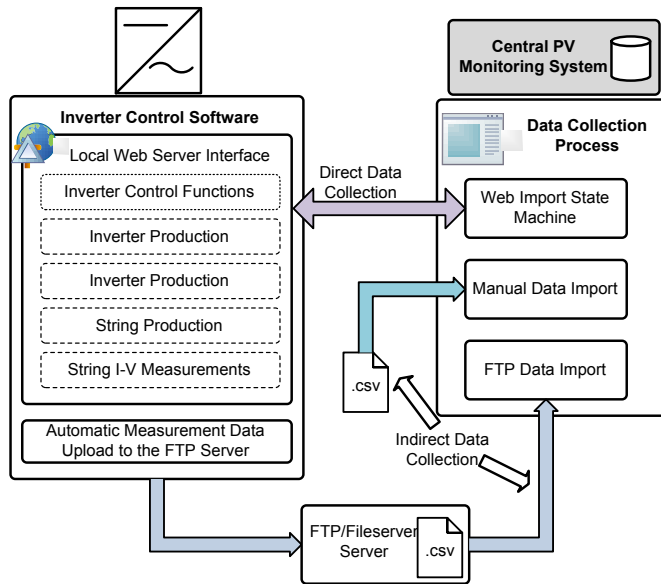 Central PV
Monitoring System
Inverter Control Software
Local Web Server Interface
Inverter Control Functions
Inverter Production
Inverter Production
String Production
String I-V Measurements
Automatic Measurement Data
Upload to the FTP Server
Direct Data
Collection
Data Collection
Process
Web Import State
Machine
Manual Data Import
FTP Data Import
.csv
Indirect Data
Collection
FTP/Fileserver
Server
.csv